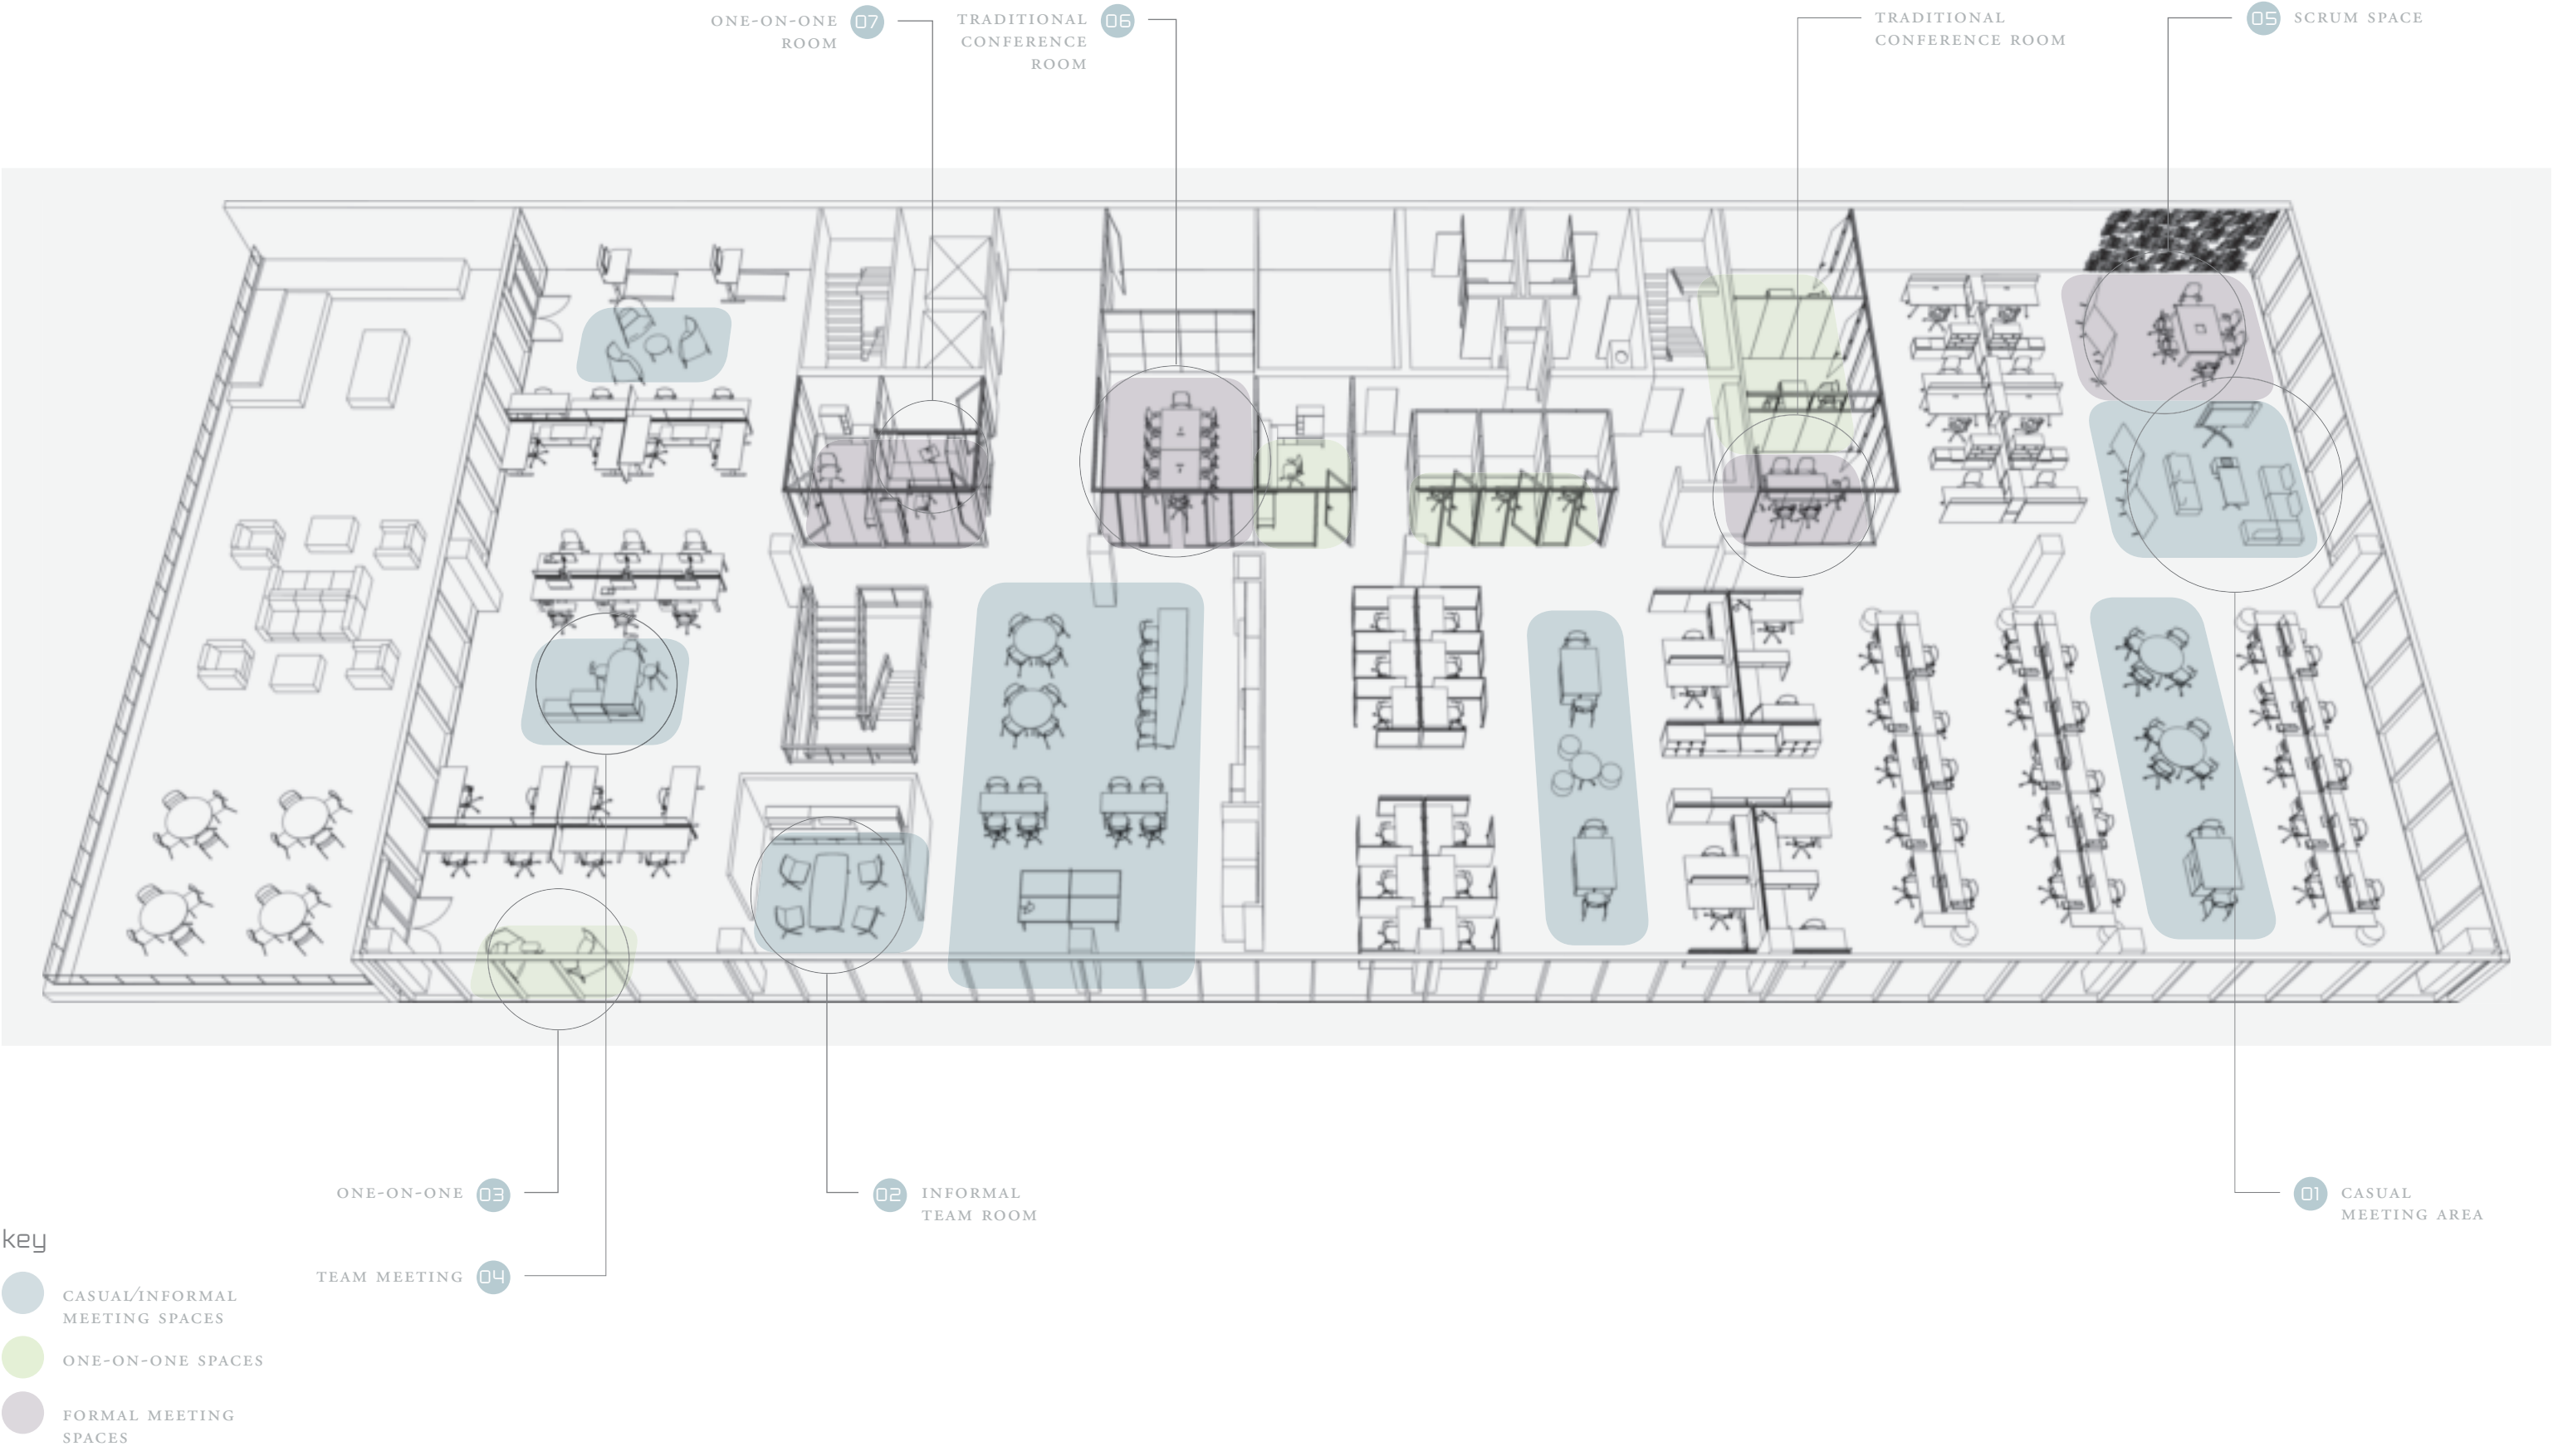 ONE-ON-ONE
ROOM
07
TRADITIONAL
CONFERENCE
ROOM
06
TRADITIONAL
CONFERENCE ROOM
05
SCRUM SPACE
ONE-ON-ONE
03
02
INFORMAL
TEAM ROOM
01
CASUAL
MEETING AREA
TEAM MEETING
04
key
CASUAL/INFORMAL
MEETING SPACES
ONE-ON-ONE SPACES
FORMAL MEETING
SPACES